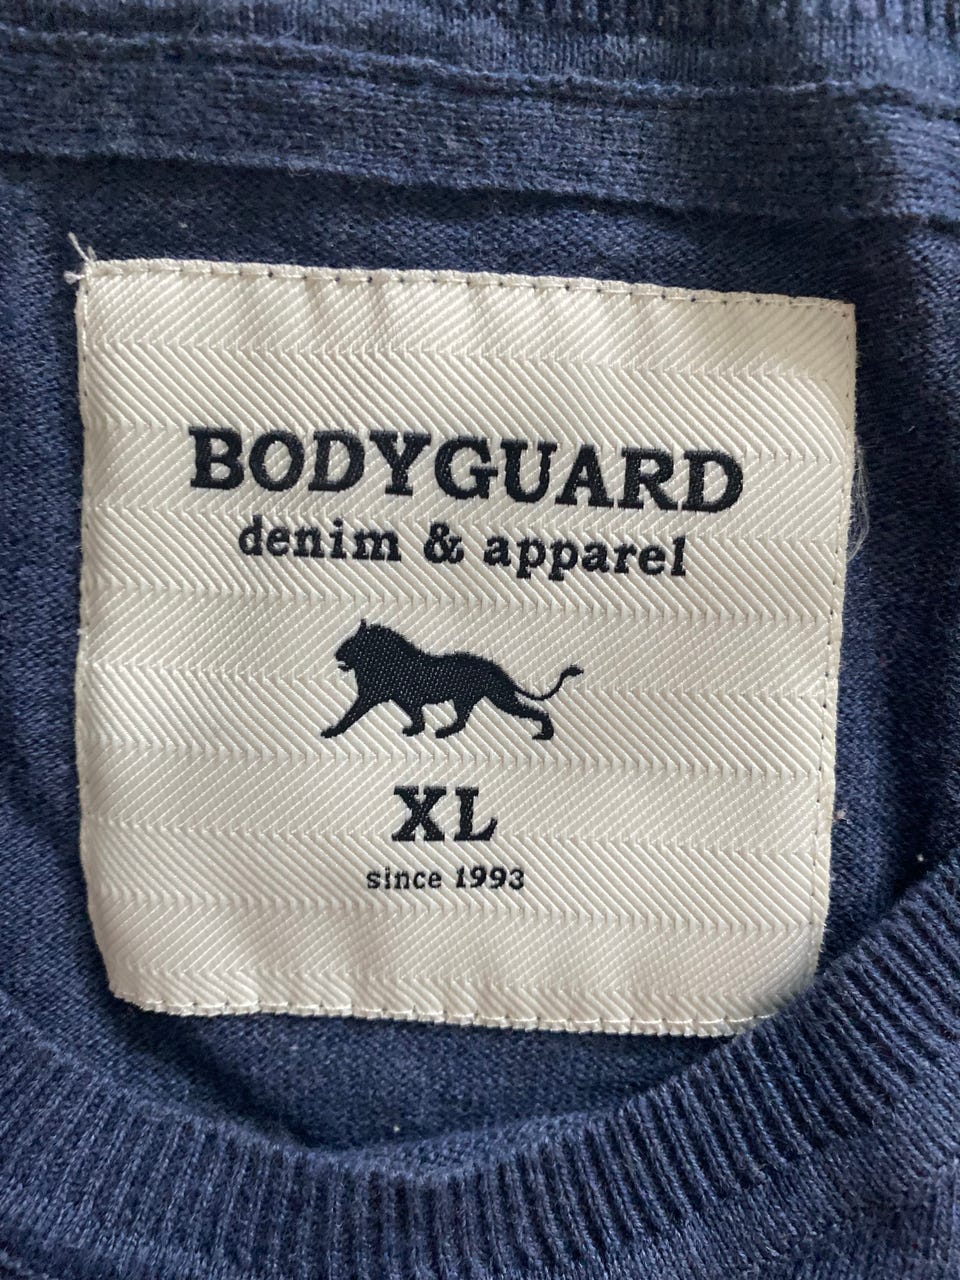 BODYGUARD
denim & apparel
XL
since 1993